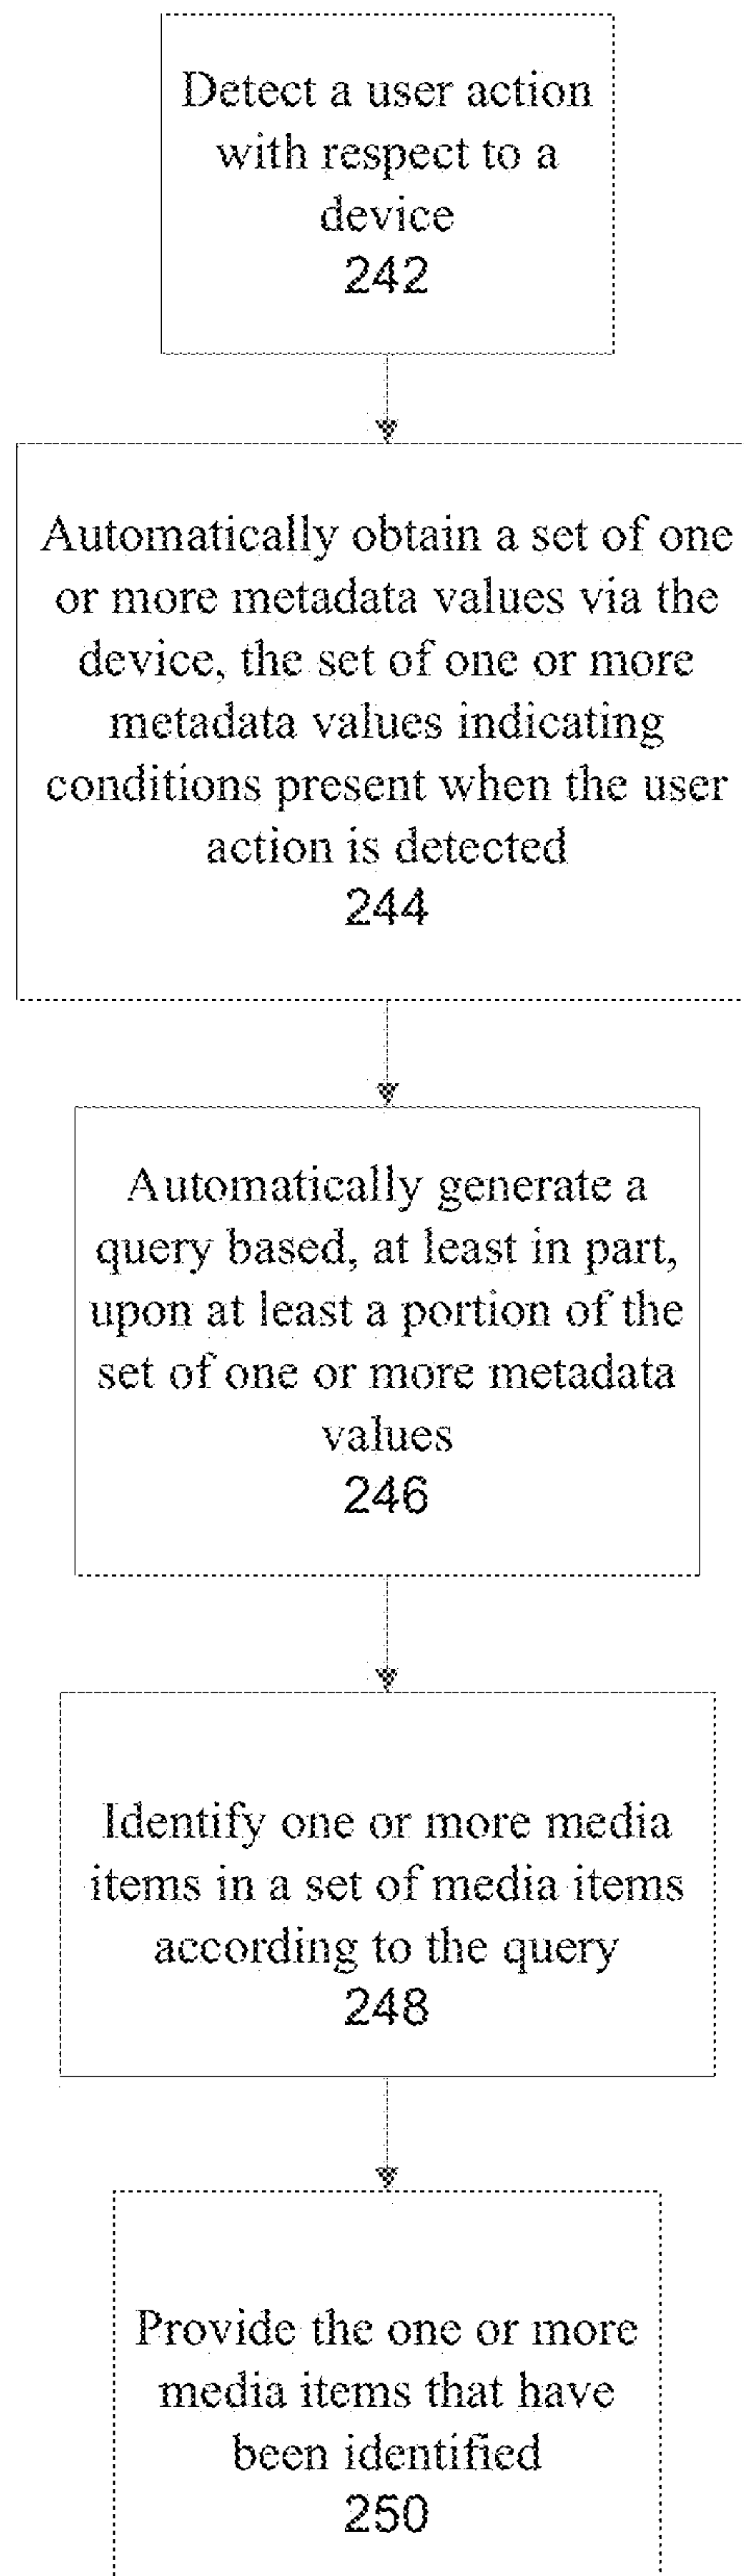 Detect a user action
with respect to a
device
242
Automatically obtain a set of one
or more metadata values via the
device, the set of one or more
metadata values indicating
conditions present when the user
action is detected
244
Automatically generate a
query based, at least in part,
upon at least a portion of the
set of one or more metadata
values
246
Identify one or more media
items in a set of media items
according to the query
248
Provide the one or more
media items that have
been identified
250